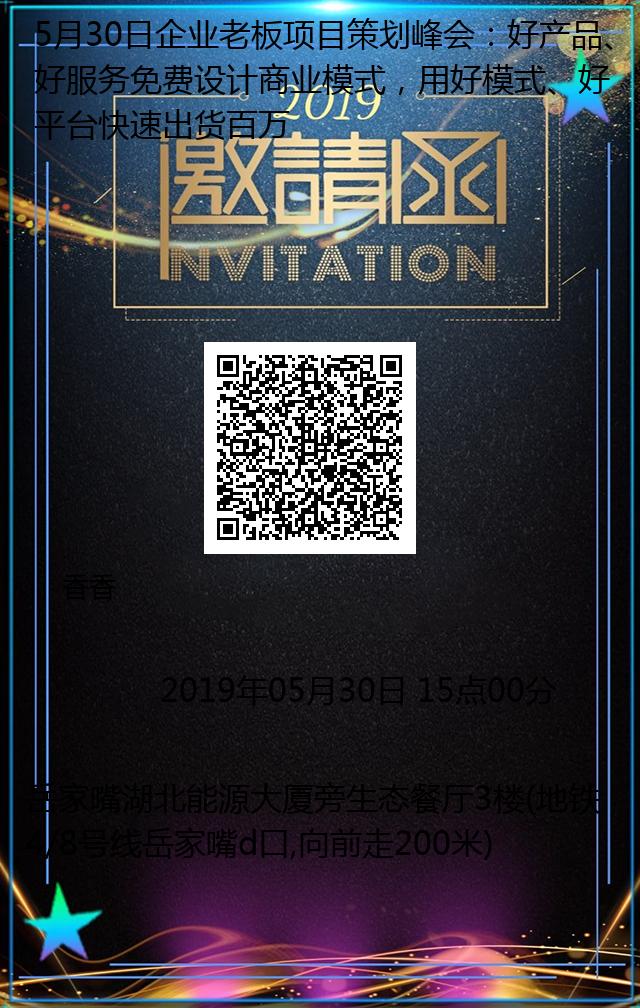 5月30日企业老板项目策划峰会：好产品、
好服务免费设计商业模式，用好模式、好
平台快速出货百万
2019
邀請函
INVITATION
香香
2019年05月30日 15点00分
岳家嘴湖北能源大厦旁生态餐厅3楼(地铁
4/8号线岳家嘴d口,向前走200米)